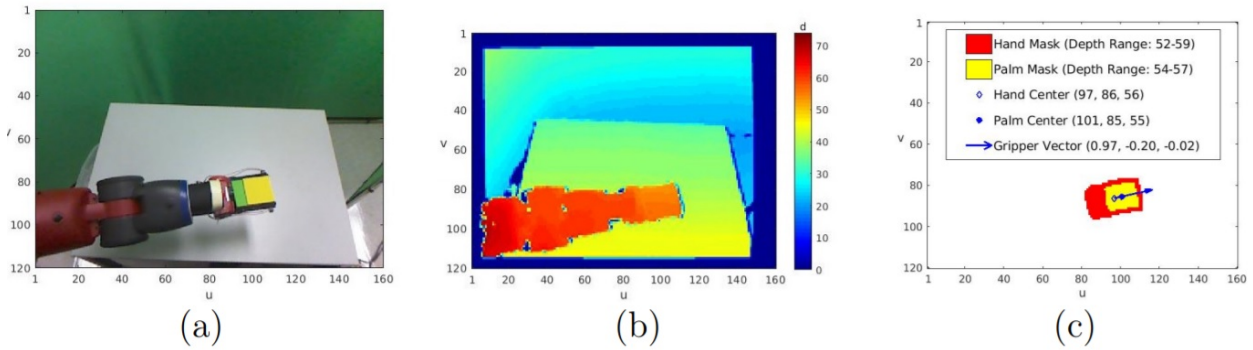 1
20
40
60
80
100
120
v
1 20 40 60 80 100 120 140 160
u
(a)
1
20
40
60
80
100
120
v
1 20 40 60 80 100 120 140 160
u
d
70
60
50
40
30
20
10
0
(b)
1
20
40
60
80
100
120
v
Hand Mask (Depth Range: 52-59)
Palm Mask (Depth Range: 54-57)
Hand Center (97, 86, 56)
Palm Center (101, 85, 55)
Gripper Vector (0.97, -0.20, -0.02)
1 20 40 60 80 100 120 140 160
u
(c)